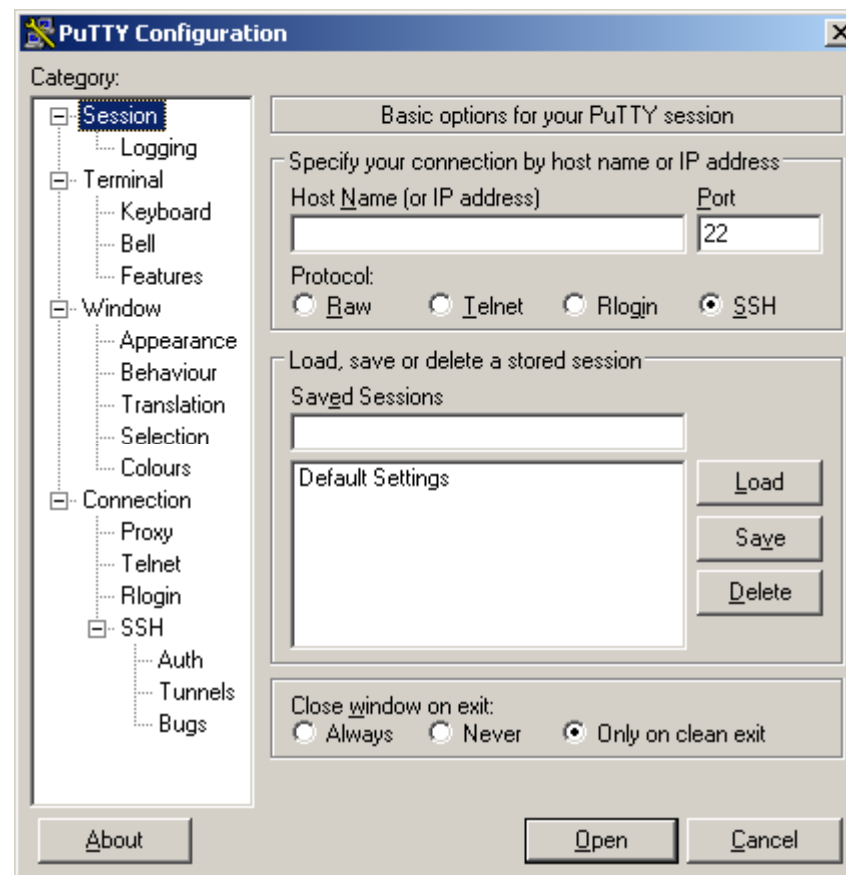 PuTTY Configuration
Category:
Session
Logging
Terminal
Keyboard
Bell
Features
Window
Appearance
Behaviour
Translation
Selection
Colours
Connection
Proxy
Telnet
Rlogin
SSH
Auth
Tunnels
Bugs
Basic options for your PuTTY session
Specify your connection by host name or IP address
Host Name (or IP address) Port
22
Protocol:
Raw Telnet Rlogin SSH
Load, save or delete a stored session
Saved Sessions
Default Settings
Load
Save
Delete
Close window on exit:
Always Never Only on clean exit
About Open Cancel